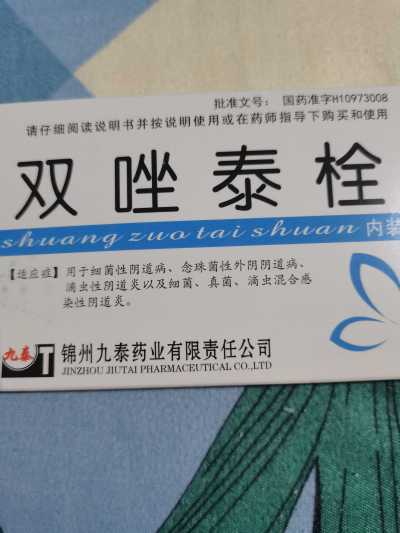 批准文号： 国药准字H10973008
请仔细阅读说明书并按说明使用或在药师指导下购买和使用
双唑泰栓
shuang zuo tai shuan 内装
【适应症】用于细菌性阴道病、念珠菌性外阴阴道病、
滴虫性阴道炎以及细菌、真菌、滴虫混合感
染性阴道炎。
九泰 JT 锦州九泰药业有限责任公司
JINZHOU JIUTAI PHARMACEUTICAL CO.,LTD